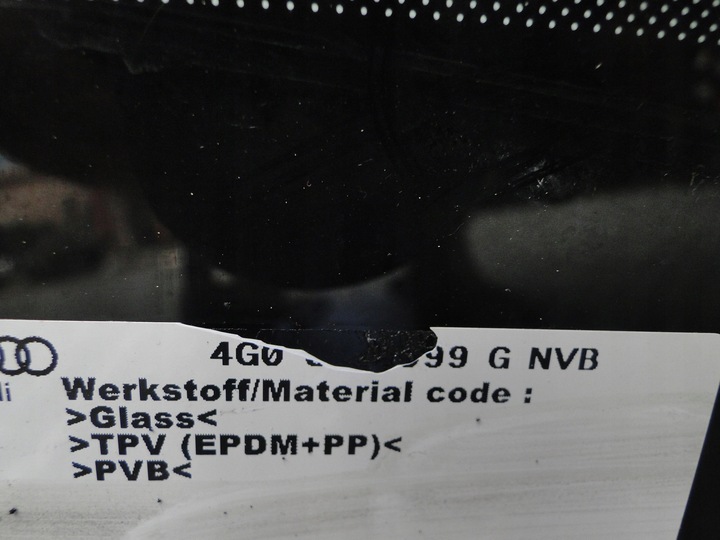 4G0 99 G NVB
Werkstoff/Material code :
>Glass<
>TPV (EPDM+PP)<
>PVB<